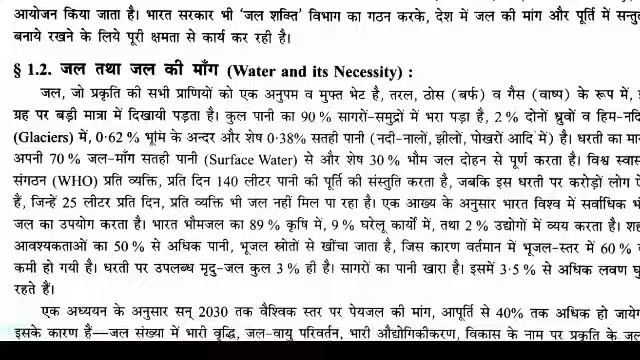 आयोजन किया जाता है। भारत सरकार भी 'जल शक्ति' विभाग का गठन करके, देश में जल की मांग और पूर्ति में
बनाये रखने के लिये पूरी क्षमता से कार्य कर रही है।
§ 1.2. जल तथा जल की माँग (Water and its Necessity) :
जल, जो प्रकृति की सभी प्राणियों को एक अनुपम व मुफ्त भेंट है, तरल, ठोस (बर्फ) व गैस (वाष्प) के रूप में,
ग्रह पर बड़ी मात्रा में दिखायी पड़ता है। कुल पानी का 90 % सागरों-समुद्रों में भरा पड़ा है, 2 % दोनों ध्रुवों व
(Glaciers) में, 0·62 % भूमि के अन्दर और शेष 0·38% सतही पानी (नदी-नालों, झीलों, पोखरों आदि में) है। धरती का
अपनी 70 % जल-माँग सतही पानी (Surface Water) से और शेष 30 % भौम जल दोहन से पूर्ण करता है। विश्व
संगठन (WHO) प्रति व्यक्ति, प्रति दिन 140 लीटर पानी की पूर्ति की संस्तुति करता है, जबकि इस धरती पर करोड़ों लोग
हैं, जिन्हें 25 लीटर प्रति दिन, प्रति व्यक्ति भी जल नहीं मिल पा रहा है। एक आख्य के अनुसार भारत विश्व में सर्वाधिक
जल का उपयोग करता है। भारत भौमजल का 89 % कृषि में, 9 % घरेलू कार्यो में, तथा 2 % उद्योगों में व्यय करता है।
आवश्यकताओं का 50 % से अधिक पानी, भूजल स्त्रोतों से खींचा जाता है, जिस कारण वर्तमान में भूजल-स्तर में 60 %
कमी हो गयी है। धरती पर उपलब्ध मृदु-जल कुल 3 % ही है। सागरों का पानी खारा है। इसमें 3·5 % से अधिक लवण
रहते हैं।
एक अध्ययन के अनुसार सन् 2030 तक वैश्विक स्तर पर पेयजल की मांग, आपूर्ति से 40% तक अधिक हो
इसके कारण हैं—जल संख्या में भारी वृद्धि, जल-वायु परिवर्तन, भारी औद्योगिकीकरण, विकास के नाम पर प्रकृति के